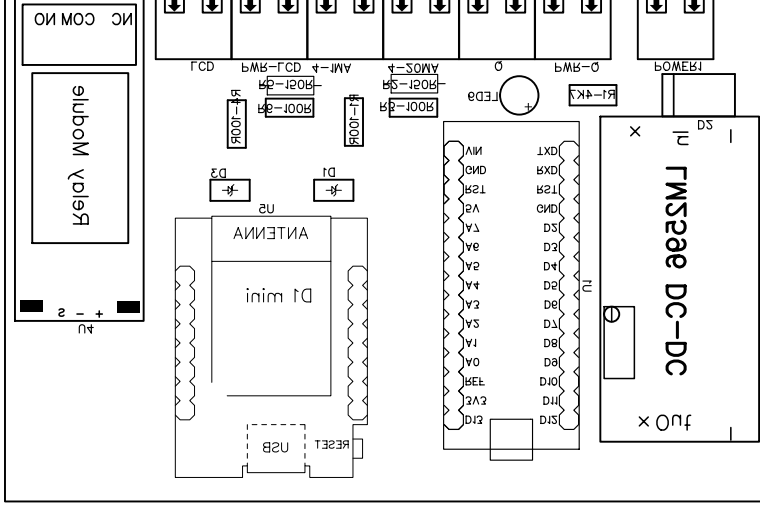 NO COM NC
LCD
PWR-LCD
4-1MA
4-20MA
Q
PWR-Q
POWER1
R5-150R
R2-150R
R6-100R
R3-100R
R4-100R
R1-100R
LED9
R1-4K7
D2
Relay Module
D3
D1
U5
ANTENNA
D1 mini
USB
RESET
S - +
U4
VIN TXD
GND RXD
RST RST
5V GND
A7 D2
A6 D3
A5 D4
A4 D5
A3 D6
A2 D7
A1 D8
A0 D9
REF D10
3V3 D11
D13 D12
U1
In
LM2596 DC-DC
Out